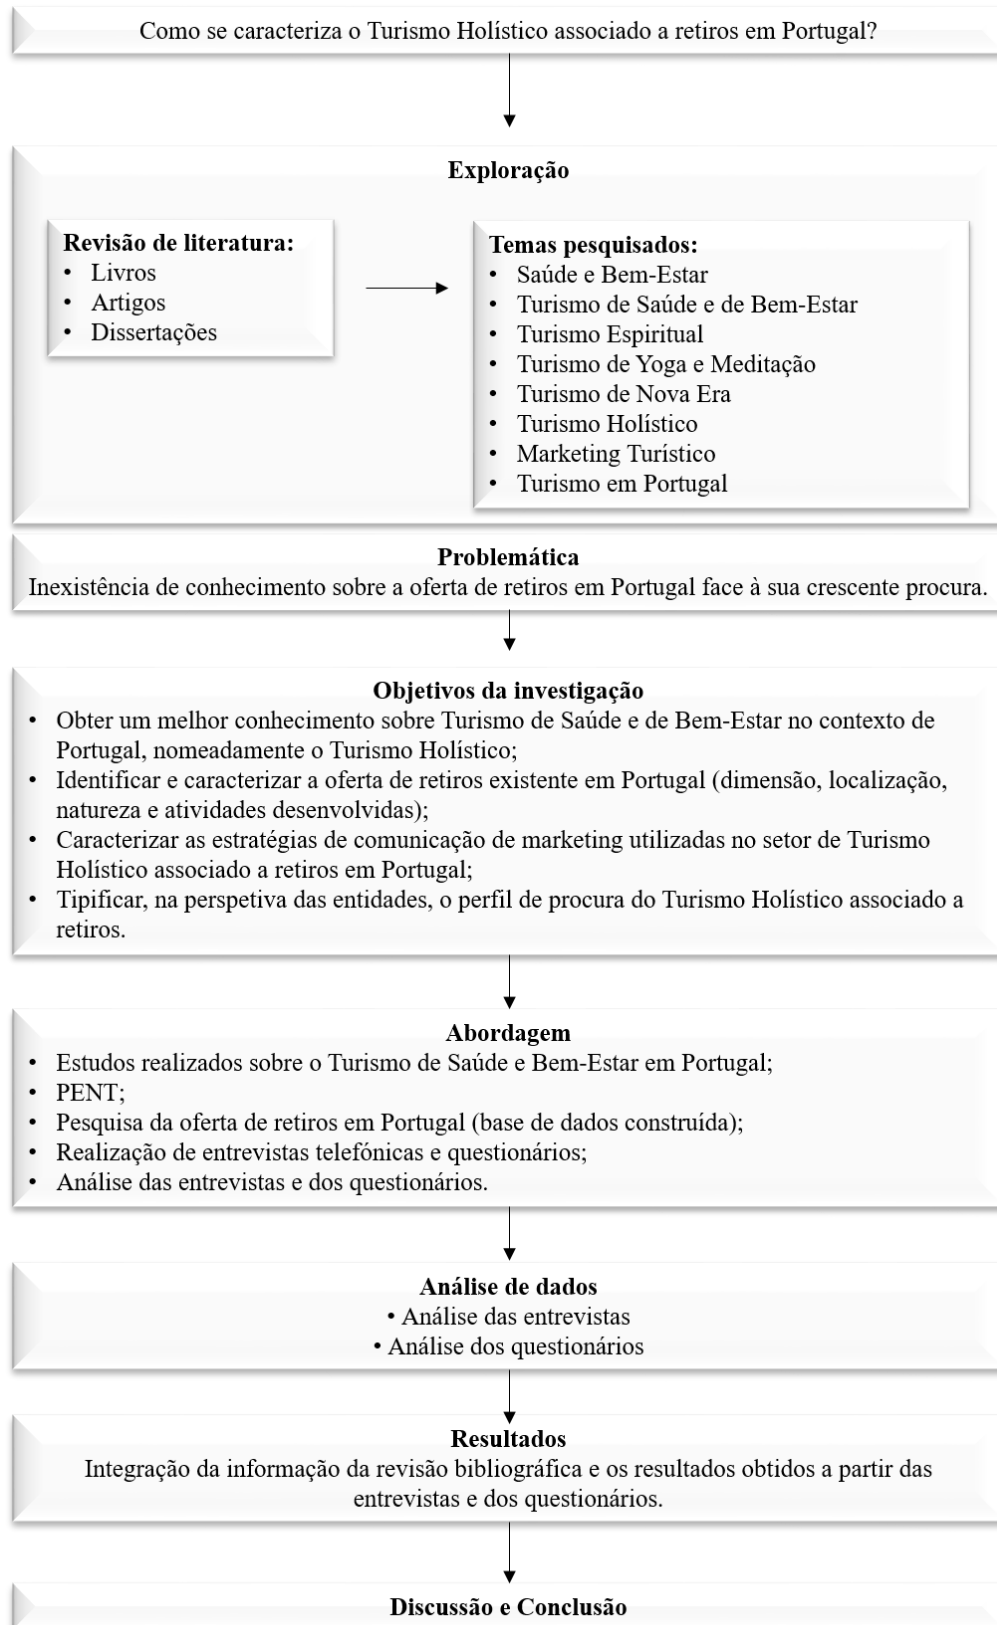 Como se caracteriza o Turismo Holístico associado a retiros em Portugal?
Exploração
Revisão de literatura:
• Livros
• Artigos
• Dissertações
Temas pesquisados:
• Saúde e Bem-Estar
• Turismo de Saúde e de Bem-Estar
• Turismo Espiritual
• Turismo de Yoga e Meditação
• Turismo de Nova Era
• Turismo Holístico
• Marketing Turístico
• Turismo em Portugal
Problemática
Inexistência de conhecimento sobre a oferta de retiros em Portugal face à sua crescente procura.
Objetivos da investigação
• Obter um melhor conhecimento sobre Turismo de Saúde e de Bem-Estar no contexto de
Portugal, nomeadamente o Turismo Holístico;
• Identificar e caracterizar a oferta de retiros existente em Portugal (dimensão, localização,
natureza e atividades desenvolvidas);
• Caracterizar as estratégias de comunicação de marketing utilizadas no setor de Turismo
Holístico associado a retiros em Portugal;
• Tipificar, na perspetiva das entidades, o perfil de procura do Turismo Holístico associado a
retiros.
Abordagem
• Estudos realizados sobre o Turismo de Saúde e Bem-Estar em Portugal;
• PENT;
• Pesquisa da oferta de retiros em Portugal (base de dados construída);
• Realização de entrevistas telefónicas e questionários;
• Análise das entrevistas e dos questionários.
Análise de dados
• Análise das entrevistas
• Análise dos questionários
Resultados
Integração da informação da revisão bibliográfica e os resultados obtidos a partir das
entrevistas e dos questionários.
Discussão e Conclusão